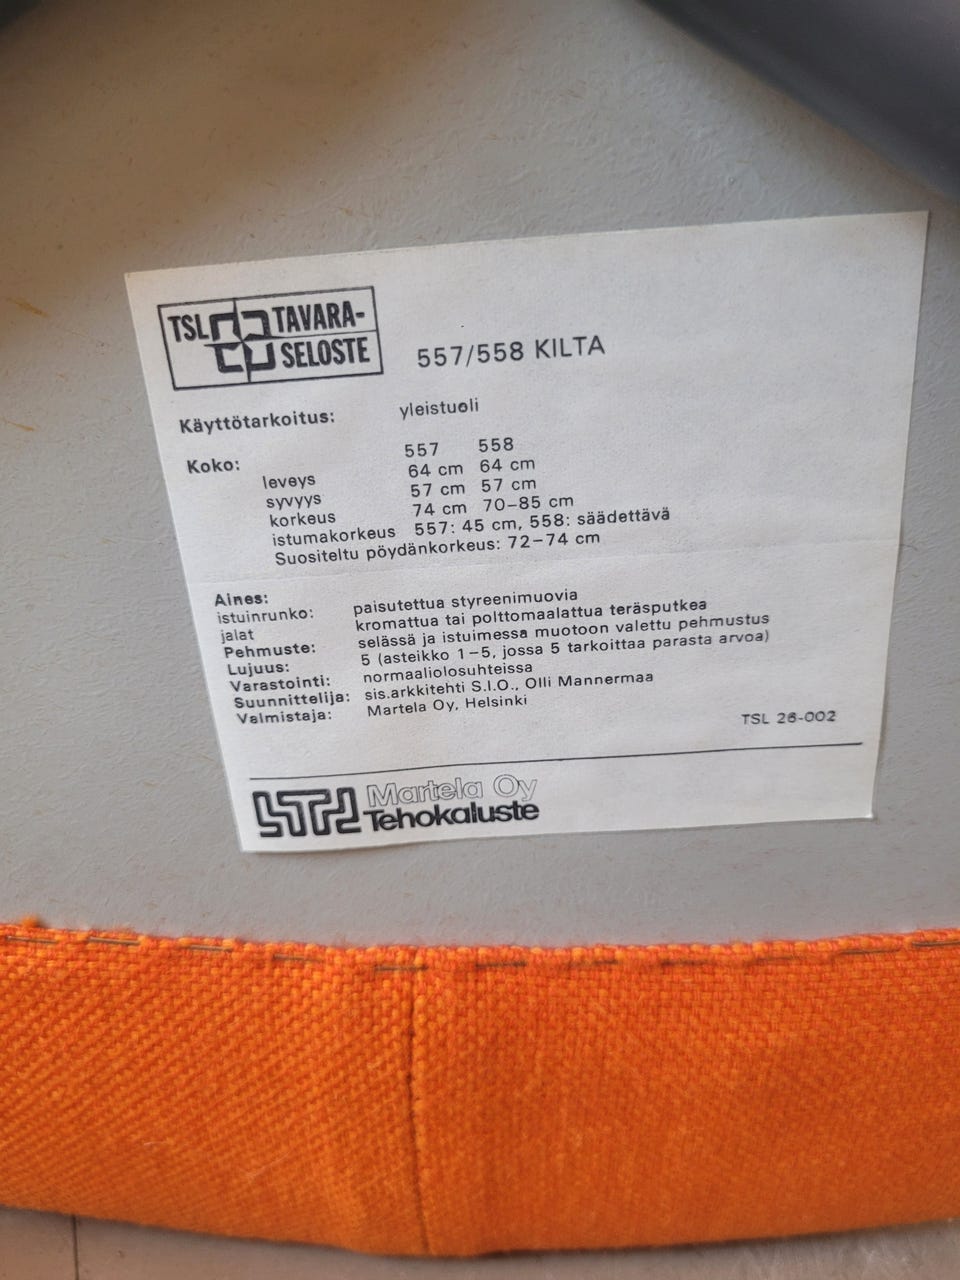 TSL TAVARA-
SELOSTE
557/558 KILTA
Käyttötarkoitus: yleistuoli
Koko: 557 558
leveys 64 cm 64 cm
syvyys 57 cm 57 cm
korkeus 74 cm 70–85 cm
istumakorkeus 557: 45 cm, 558: säädettävä
Suositeltu pöydänkorkeus: 72–74 cm
Aines:
istuinrunko: paisutettua styreenimuovia
jalat kromattua tai polttomaalattua teräsputkea
Pehmuste: selässä ja istuimessa muotoon valettu pehmustus
Lujuus: 5 (asteikko 1–5, jossa 5 tarkoittaa parasta arvoa)
Varastointi: normaaliolosuhteissa
Suunnittelija: sis.arkkitehti S.I.O., Olli Mannermaa
Valmistaja: Martela Oy, Helsinki
TSL 26-002
Martela Oy
Tehokaluste